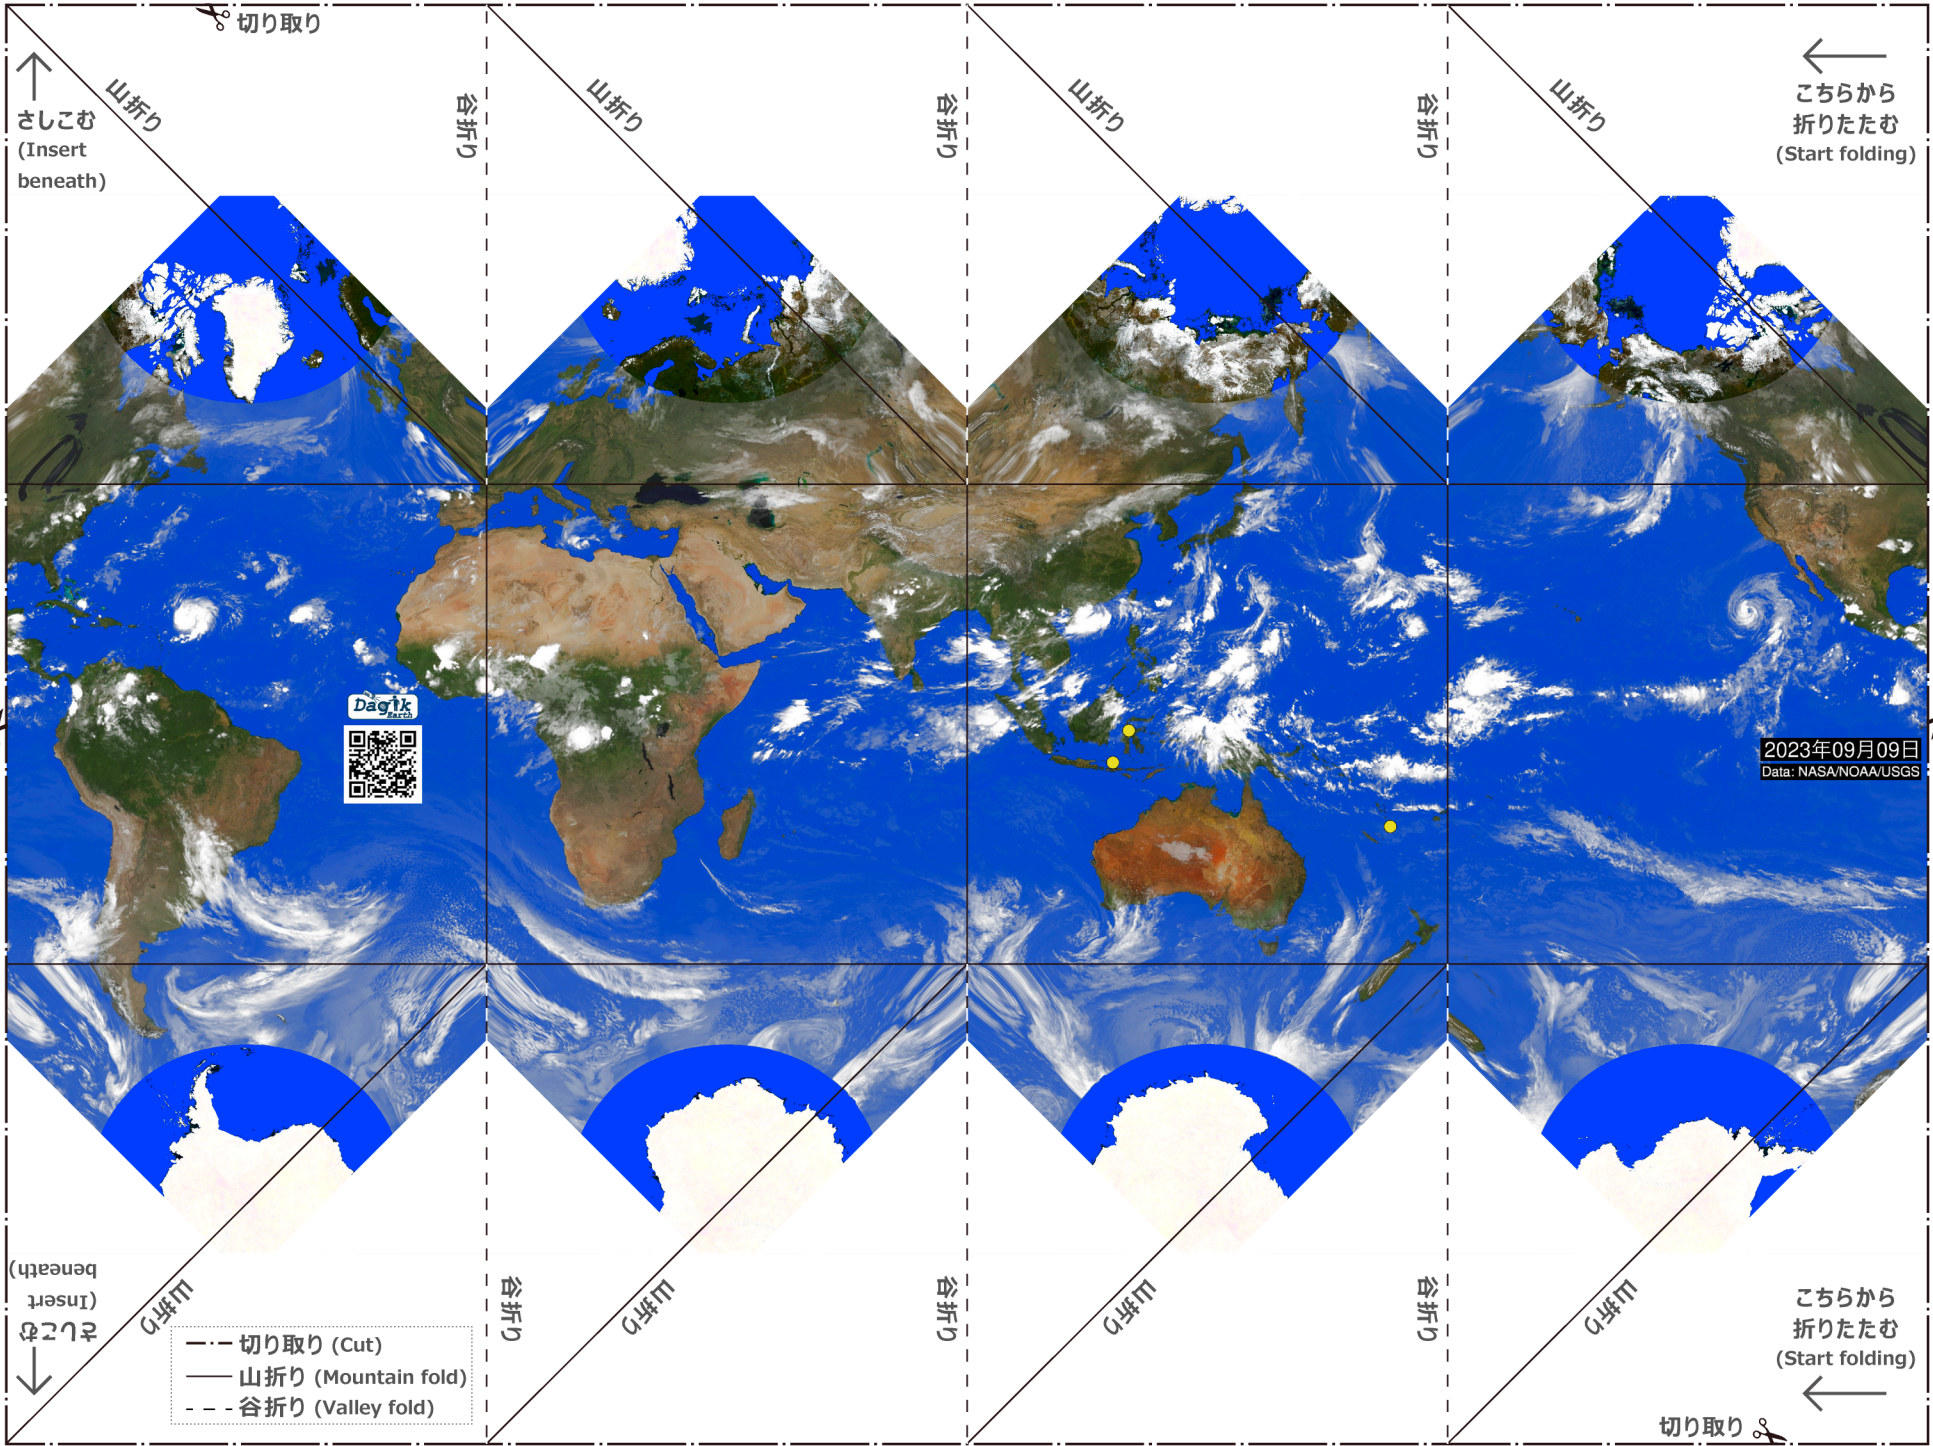 切り取り
山折り
谷折り
山折り
谷折り
山折り
谷折り
山折り
さしこむ
(Insert
beneath)
こちらから
折りたたむ
(Start folding)
Dagik
Earth
2023年09月09日
Data: NASA/NOAA/USGS
さしこむ
(Insert
beneath)
山折り
谷折り
山折り
谷折り
山折り
谷折り
山折り
切り取り (Cut)
山折り (Mountain fold)
谷折り (Valley fold)
こちらから
折りたたむ
(Start folding)
切り取り